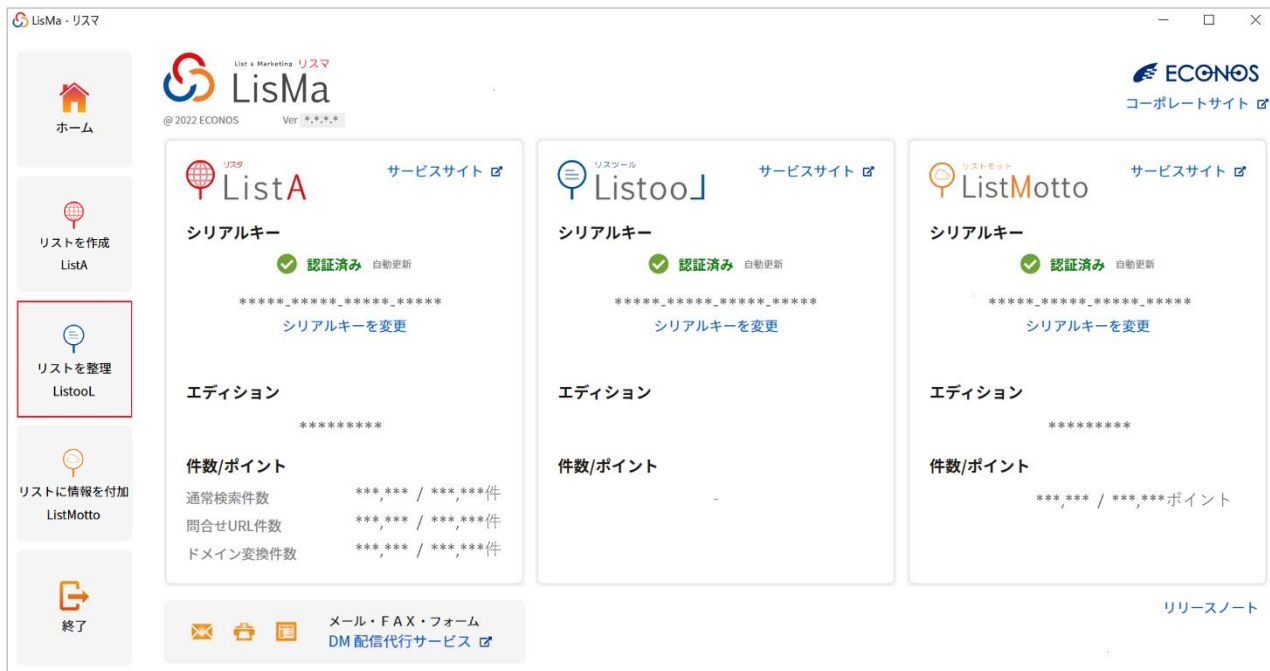 LisMa - リスマ
ホーム
リストを作成
ListA
リストを整理
ListooL
リストに情報を付加
ListMotto
終了
List & Marketing リスマ
LisMa
@ 2022 ECONOS Ver *.*.*.*
ECONOS
コーポレートサイト
リスタ
ListA
サービスサイト
シリアルキー
認証済み 自動更新
*****-*****-*****-*****
シリアルキーを変更
エディション
*********
件数/ポイント
通常検索件数 ***,*** / ***,***件
問合せURL件数 ***,*** / ***,***件
ドメイン変換件数 ***,*** / ***,***件
リスツール
ListooL
サービスサイト
シリアルキー
認証済み 自動更新
*****-*****-*****-*****
シリアルキーを変更
エディション
件数/ポイント
-
リストモット
ListMotto
サービスサイト
シリアルキー
認証済み 自動更新
*****-*****-*****-*****
シリアルキーを変更
エディション
*********
件数/ポイント
***,*** / ***,***ポイント
メール・ＦＡＸ・フォーム
DM 配信代行サービス
リリースノート